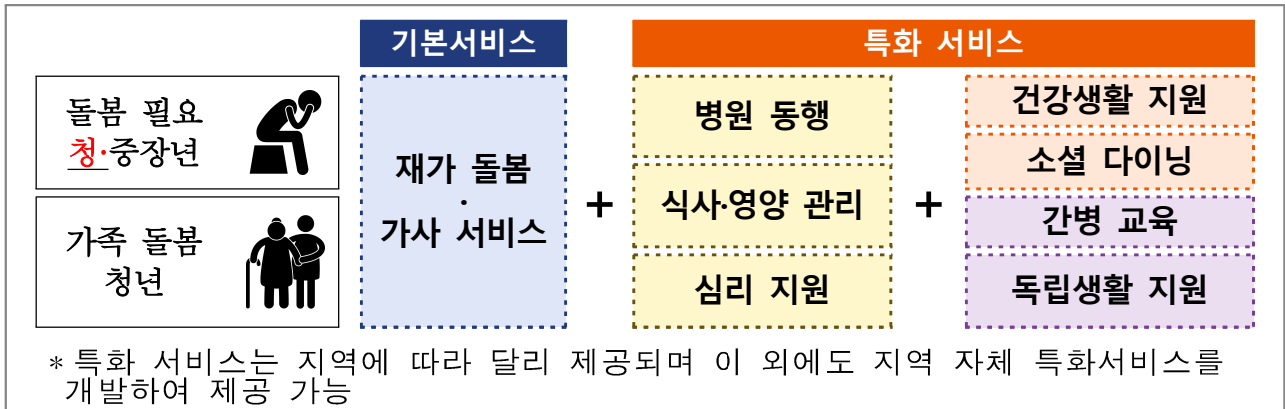 기본서비스
특화 서비스
돌봄 필요
청·중장년
가족 돌봄
청년
재가 돌봄
·
가사 서비스
+
병원 동행
식사·영양 관리
심리 지원
+
건강생활 지원
소셜 다이닝
간병 교육
독립생활 지원
* 특화 서비스는 지역에 따라 달리 제공되며 이 외에도 지역 자체 특화서비스를
개발하여 제공 가능